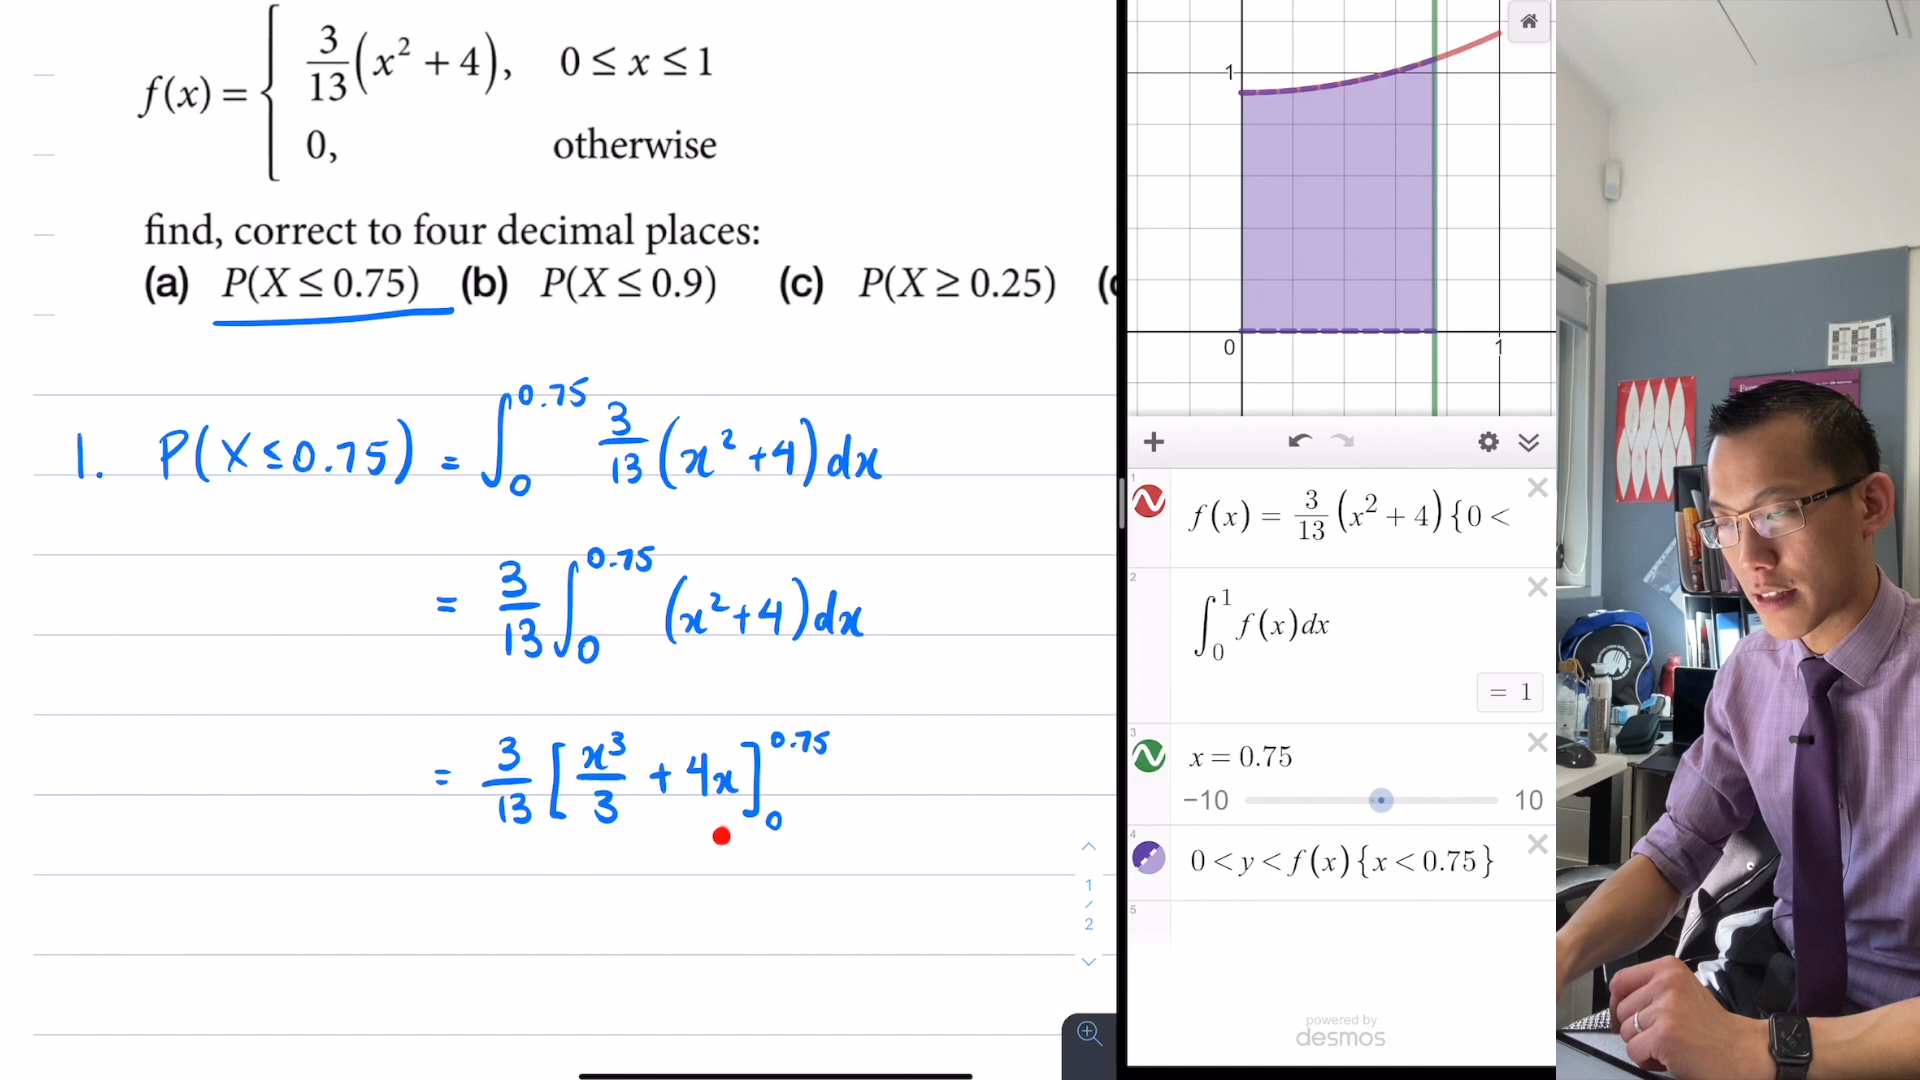 f(x) = { 3/13 (x² + 4), 0 ≤ x ≤ 1
0, otherwise
find, correct to four decimal places:
(a) P(X ≤ 0.75) (b) P(X ≤ 0.9) (c) P(X ≥ 0.25) (
1. P(X ≤ 0.75) = ∫₀^0.75 3/13 (x² + 4) dx
= 3/13 ∫₀^0.75 (x² + 4) dx
= 3/13 [x³/3 + 4x]₀^0.75
1
/
2
1
0 1
1
f(x) = 3/13 (x² + 4) {0 <
2
∫₀¹ f(x) dx
= 1
3
x = 0.75
−10 10
4
0 < y < f(x) {x < 0.75}
5
powered by
desmos